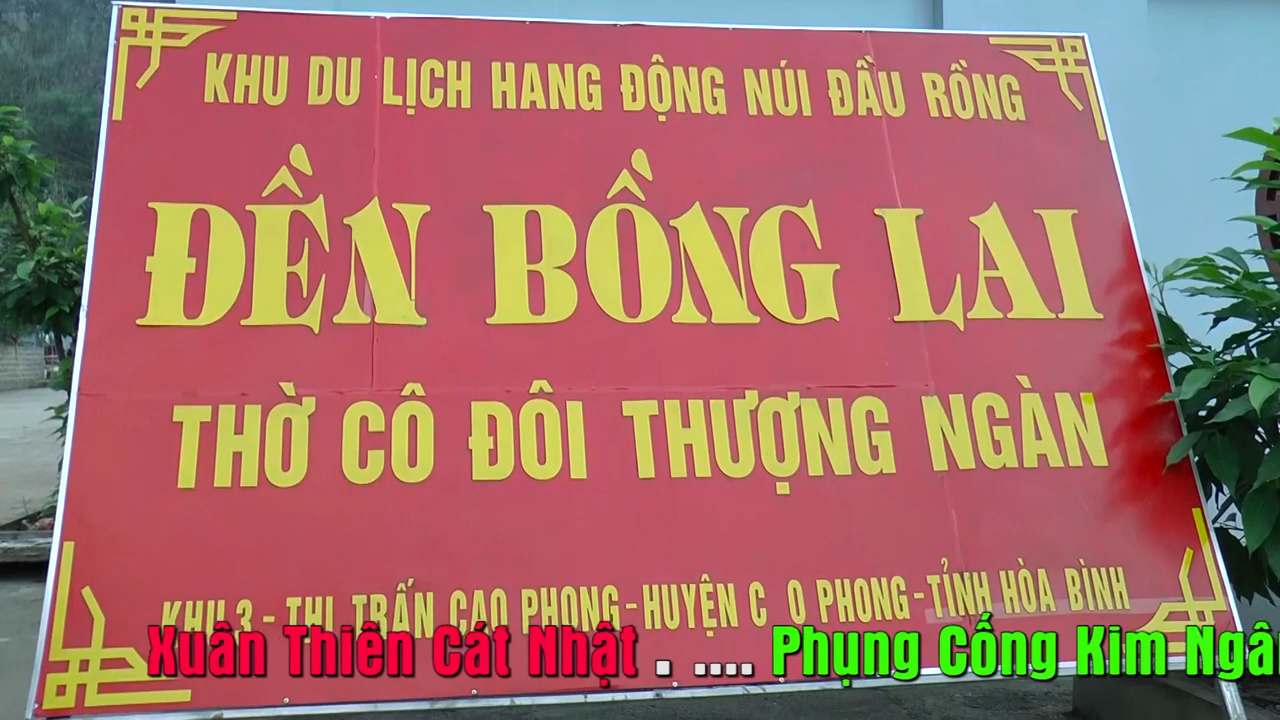 KHU DU LỊCH HANG ĐỘNG NÚI ĐẦU RỒNG
ĐỀN BỒNG LAI
THỜ CÔ ĐÔI THƯỢNG NGÀN
KHU 3 - THỊ TRẤN CAO PHONG - HUYỆN C O PHONG - TỈNH HÒA BÌNH
Xuân Thiên Cát Nhật . .... Phụng Cống Kim Ngâ